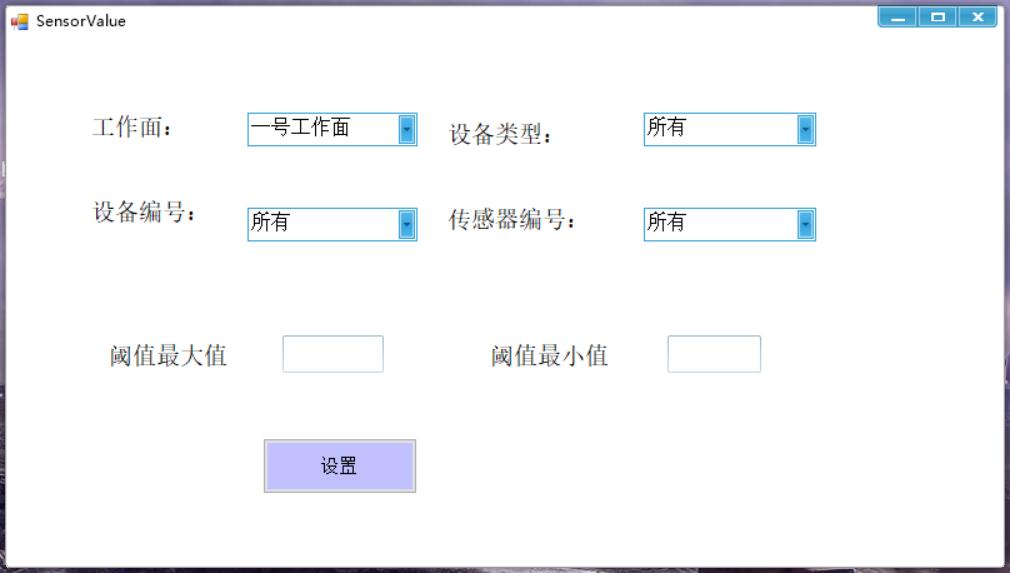 SensorValue
工作面： 一号工作面 设备类型： 所有
设备编号： 所有 传感器编号： 所有
阈值最大值 阈值最小值
设置